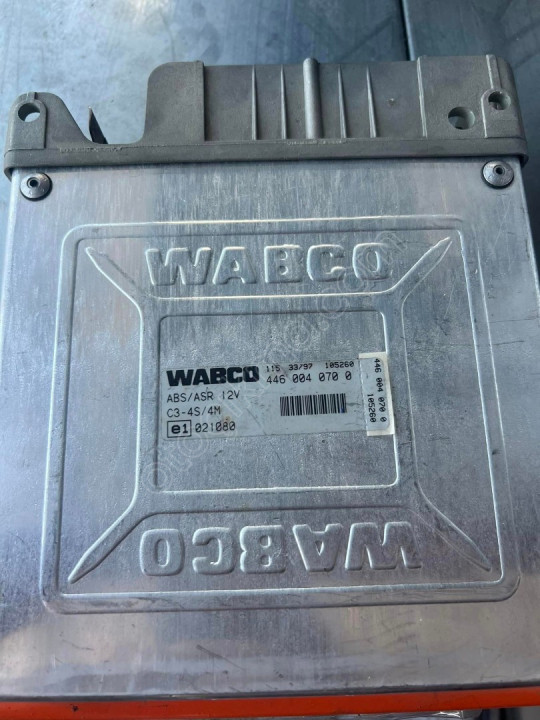 WABCO
115 33/97 105260
WABCO 446 004 070 0
ABS/ASR 12V
C3-4S/4M
e1 021080
446 004 070 0
105260
WABCO